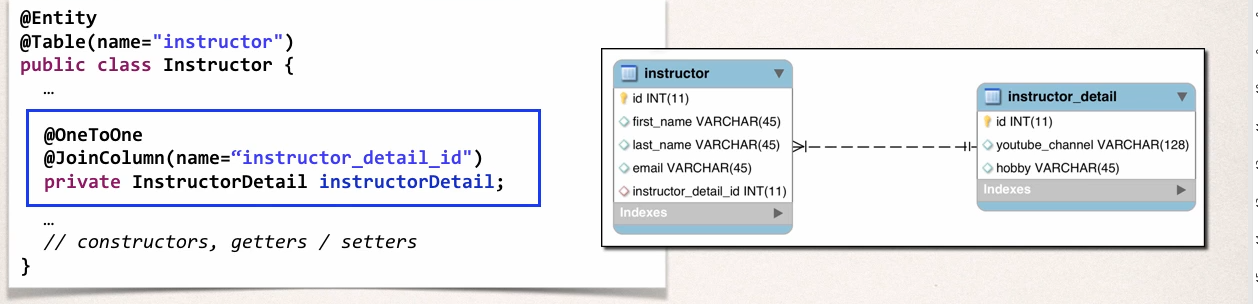 @Entity
@Table(name="instructor")
public class Instructor {
…
@OneToOne
@JoinColumn(name=“instructor_detail_id")
private InstructorDetail instructorDetail;
…
// constructors, getters / setters
}
instructor
id INT(11)
first_name VARCHAR(45)
last_name VARCHAR(45)
email VARCHAR(45)
instructor_detail_id INT(11)
Indexes
instructor_detail
id INT(11)
youtube_channel VARCHAR(128)
hobby VARCHAR(45)
Indexes